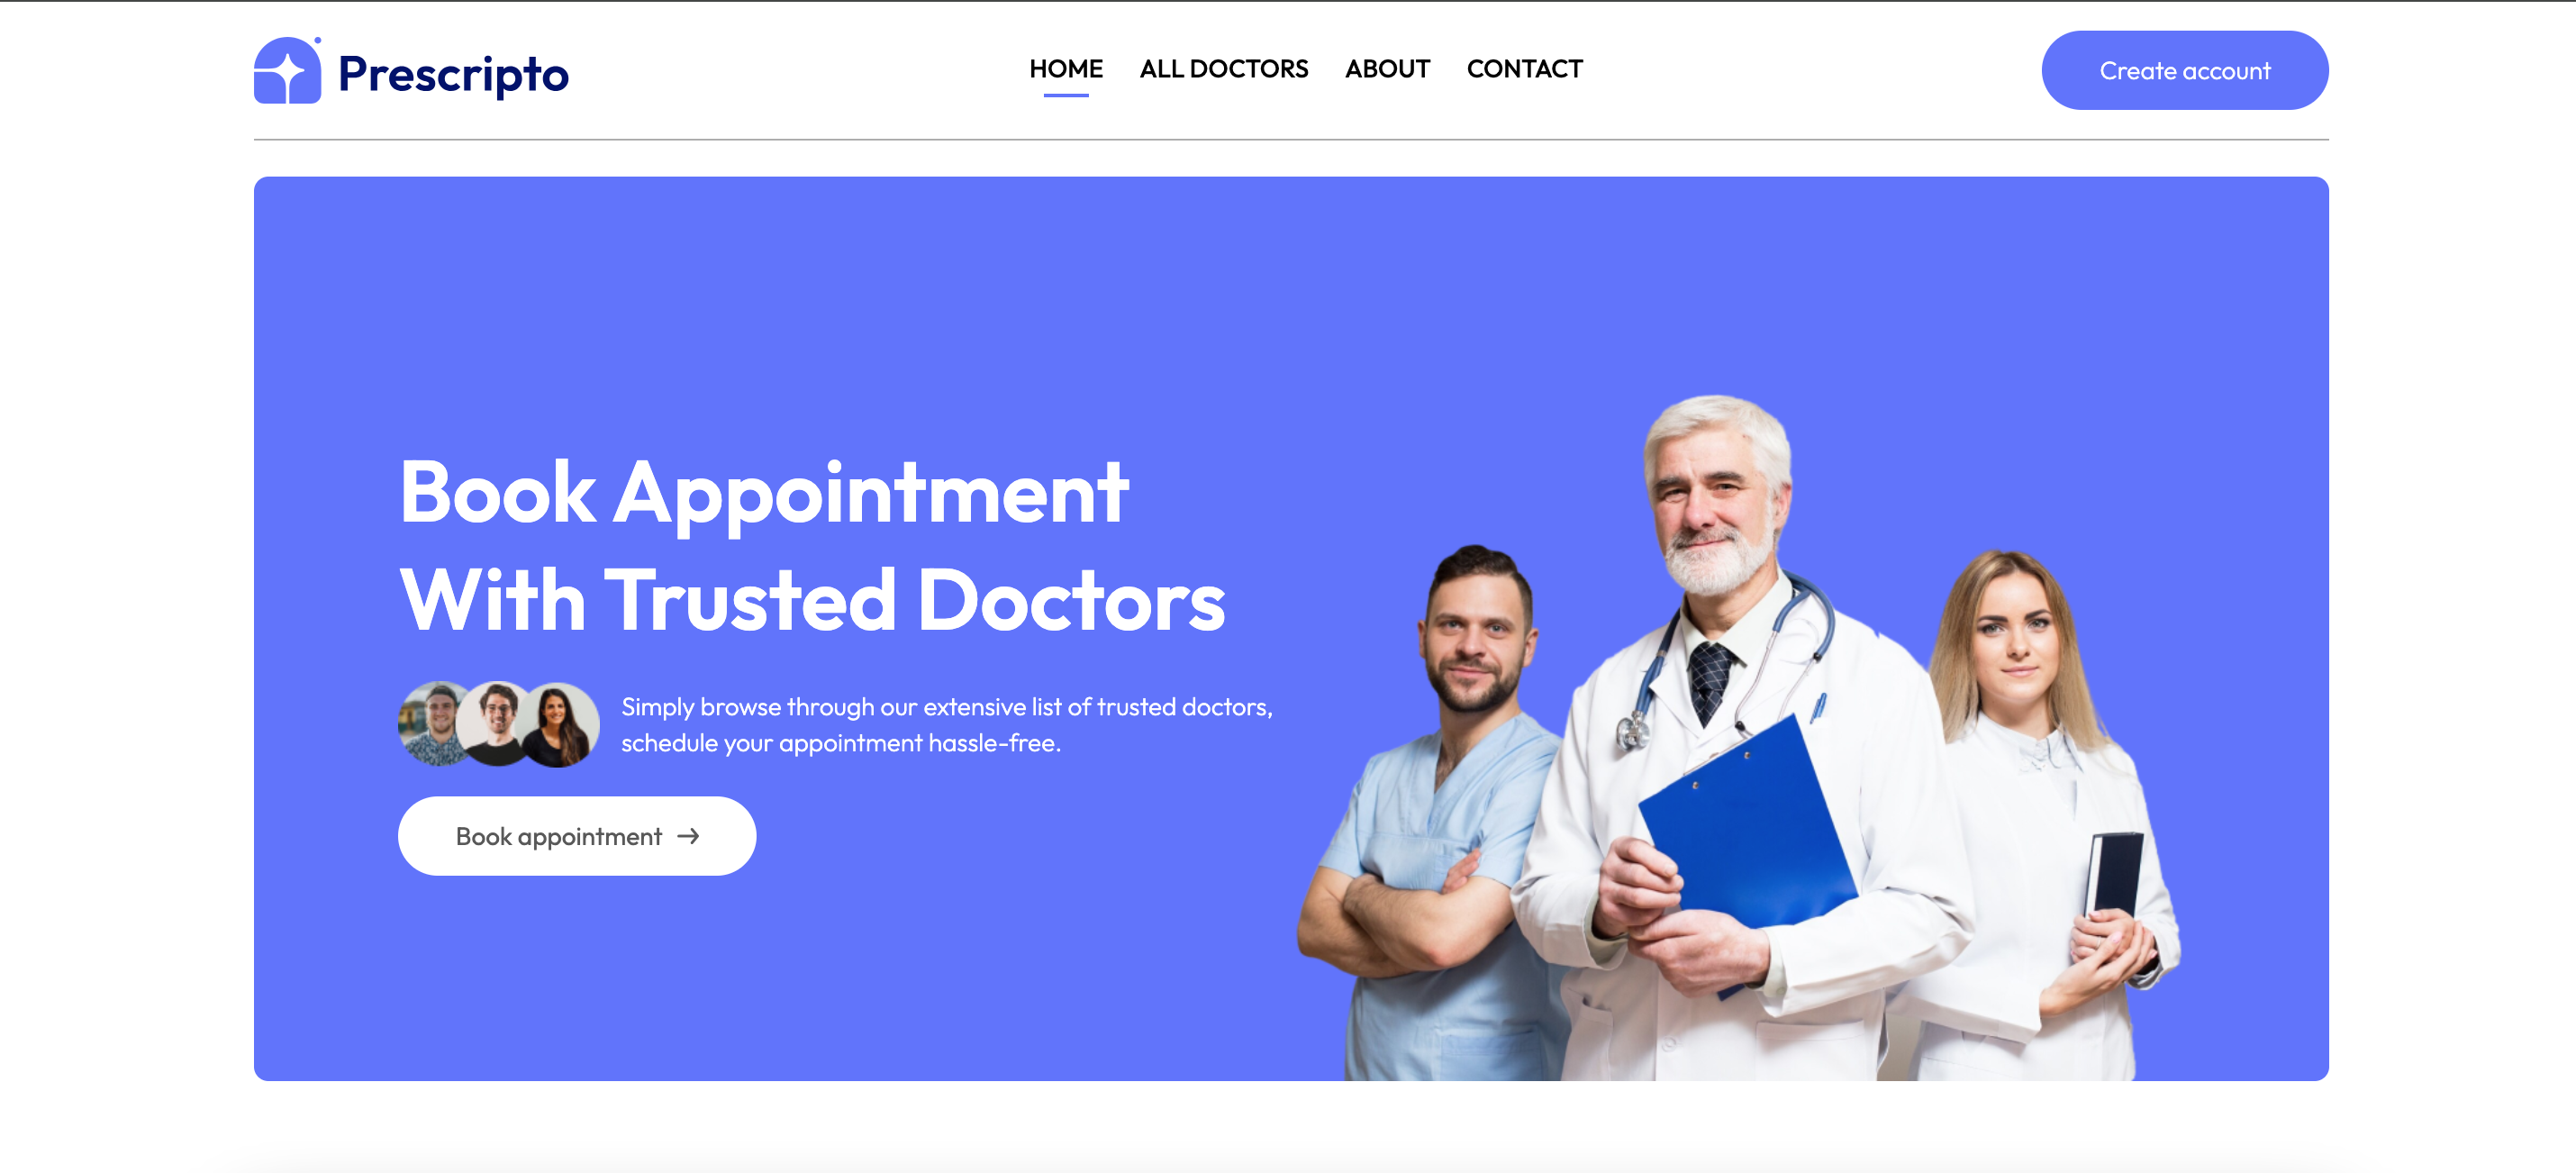 Prescripto
HOME
ALL DOCTORS
ABOUT
CONTACT
Create account
Book Appointment
With Trusted Doctors
Simply browse through our extensive list of trusted doctors,
schedule your appointment hassle-free.
Book appointment →